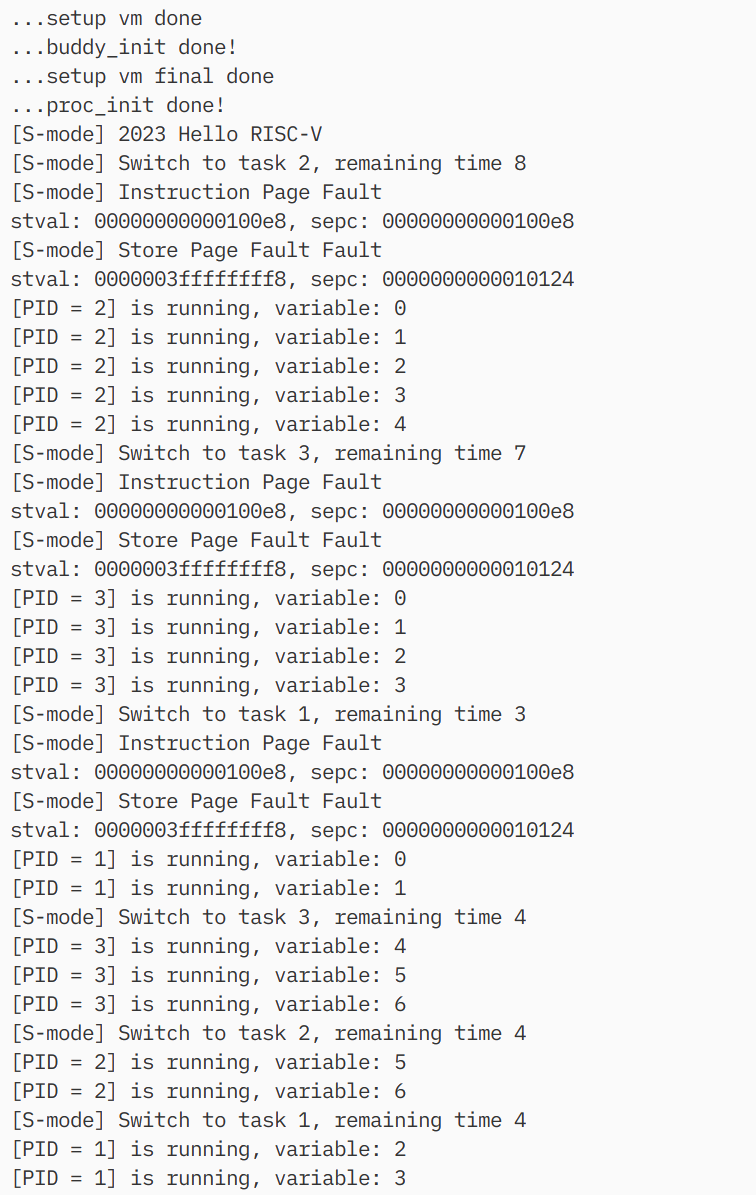 ...setup vm done
...buddy_init done!
...setup vm final done
...proc_init done!
[S-mode] 2023 Hello RISC-V
[S-mode] Switch to task 2, remaining time 8
[S-mode] Instruction Page Fault
stval: 00000000000100e8, sepc: 00000000000100e8
[S-mode] Store Page Fault Fault
stval: 0000003ffffffff8, sepc: 0000000000010124
[PID = 2] is running, variable: 0
[PID = 2] is running, variable: 1
[PID = 2] is running, variable: 2
[PID = 2] is running, variable: 3
[PID = 2] is running, variable: 4
[S-mode] Switch to task 3, remaining time 7
[S-mode] Instruction Page Fault
stval: 00000000000100e8, sepc: 00000000000100e8
[S-mode] Store Page Fault Fault
stval: 0000003ffffffff8, sepc: 0000000000010124
[PID = 3] is running, variable: 0
[PID = 3] is running, variable: 1
[PID = 3] is running, variable: 2
[PID = 3] is running, variable: 3
[S-mode] Switch to task 1, remaining time 3
[S-mode] Instruction Page Fault
stval: 00000000000100e8, sepc: 00000000000100e8
[S-mode] Store Page Fault Fault
stval: 0000003ffffffff8, sepc: 0000000000010124
[PID = 1] is running, variable: 0
[PID = 1] is running, variable: 1
[S-mode] Switch to task 3, remaining time 4
[PID = 3] is running, variable: 4
[PID = 3] is running, variable: 5
[PID = 3] is running, variable: 6
[S-mode] Switch to task 2, remaining time 4
[PID = 2] is running, variable: 5
[PID = 2] is running, variable: 6
[S-mode] Switch to task 1, remaining time 4
[PID = 1] is running, variable: 2
[PID = 1] is running, variable: 3